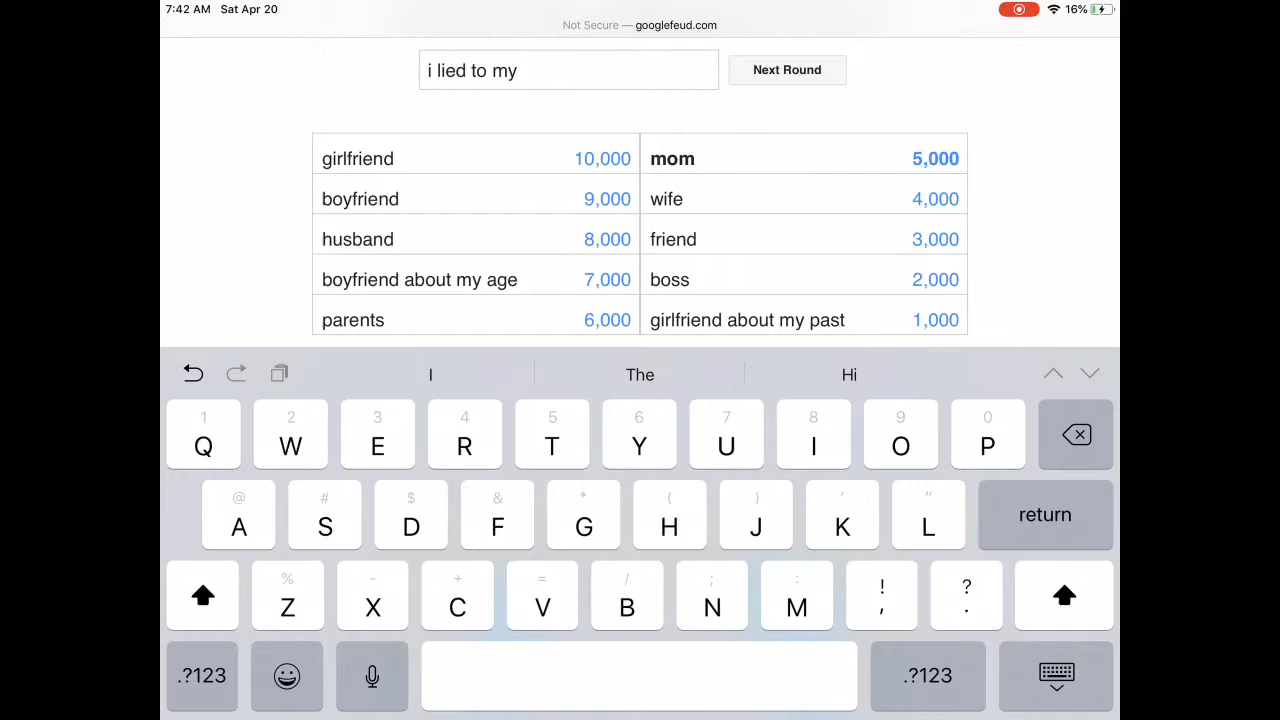 7:42 AM Sat Apr 20
16%
Not Secure — googlefeud.com
i lied to my
Next Round
girlfriend 10,000 mom 5,000
boyfriend 9,000 wife 4,000
husband 8,000 friend 3,000
boyfriend about my age 7,000 boss 2,000
parents 6,000 girlfriend about my past 1,000
I The Hi
1 2 3 4 5 6 7 8 9 0
Q W E R T Y U I O P
@ # $ & * ( ) ' "
A S D F G H J K L return
% - + = / ; : ! ?
Z X C V B N M , .
.?123 .?123